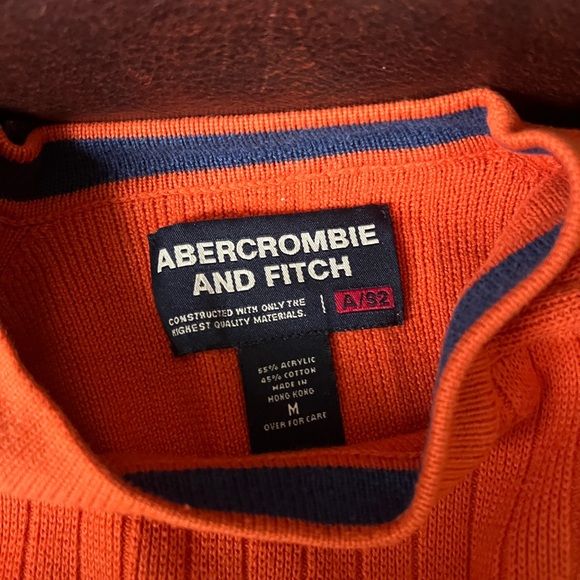 ABERCROMBIE
AND FITCH
CONSTRUCTED WITH ONLY THE
HIGHEST QUALITY MATERIALS.
A/92
55% ACRYLIC
45% COTTON
MADE IN
HONG KONG
M
OVER FOR CARE